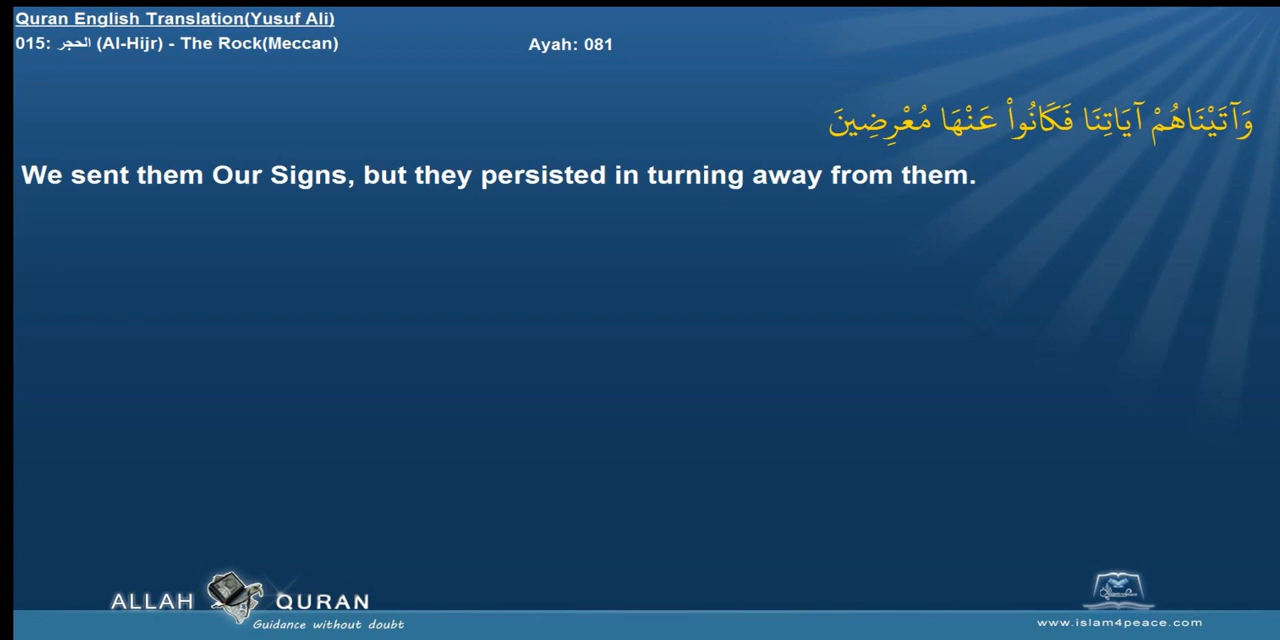 Quran English Translation(Yusuf Ali)
015: الحجر (Al-Hijr) - The Rock(Meccan) Ayah: 081
وَآتَيْنَاهُمْ آيَاتِنَا فَكَانُواْ عَنْهَا مُعْرِضِينَ
We sent them Our Signs, but they persisted in turning away from them.
ALLAH QURAN
Guidance without doubt
www.islam4peace.com